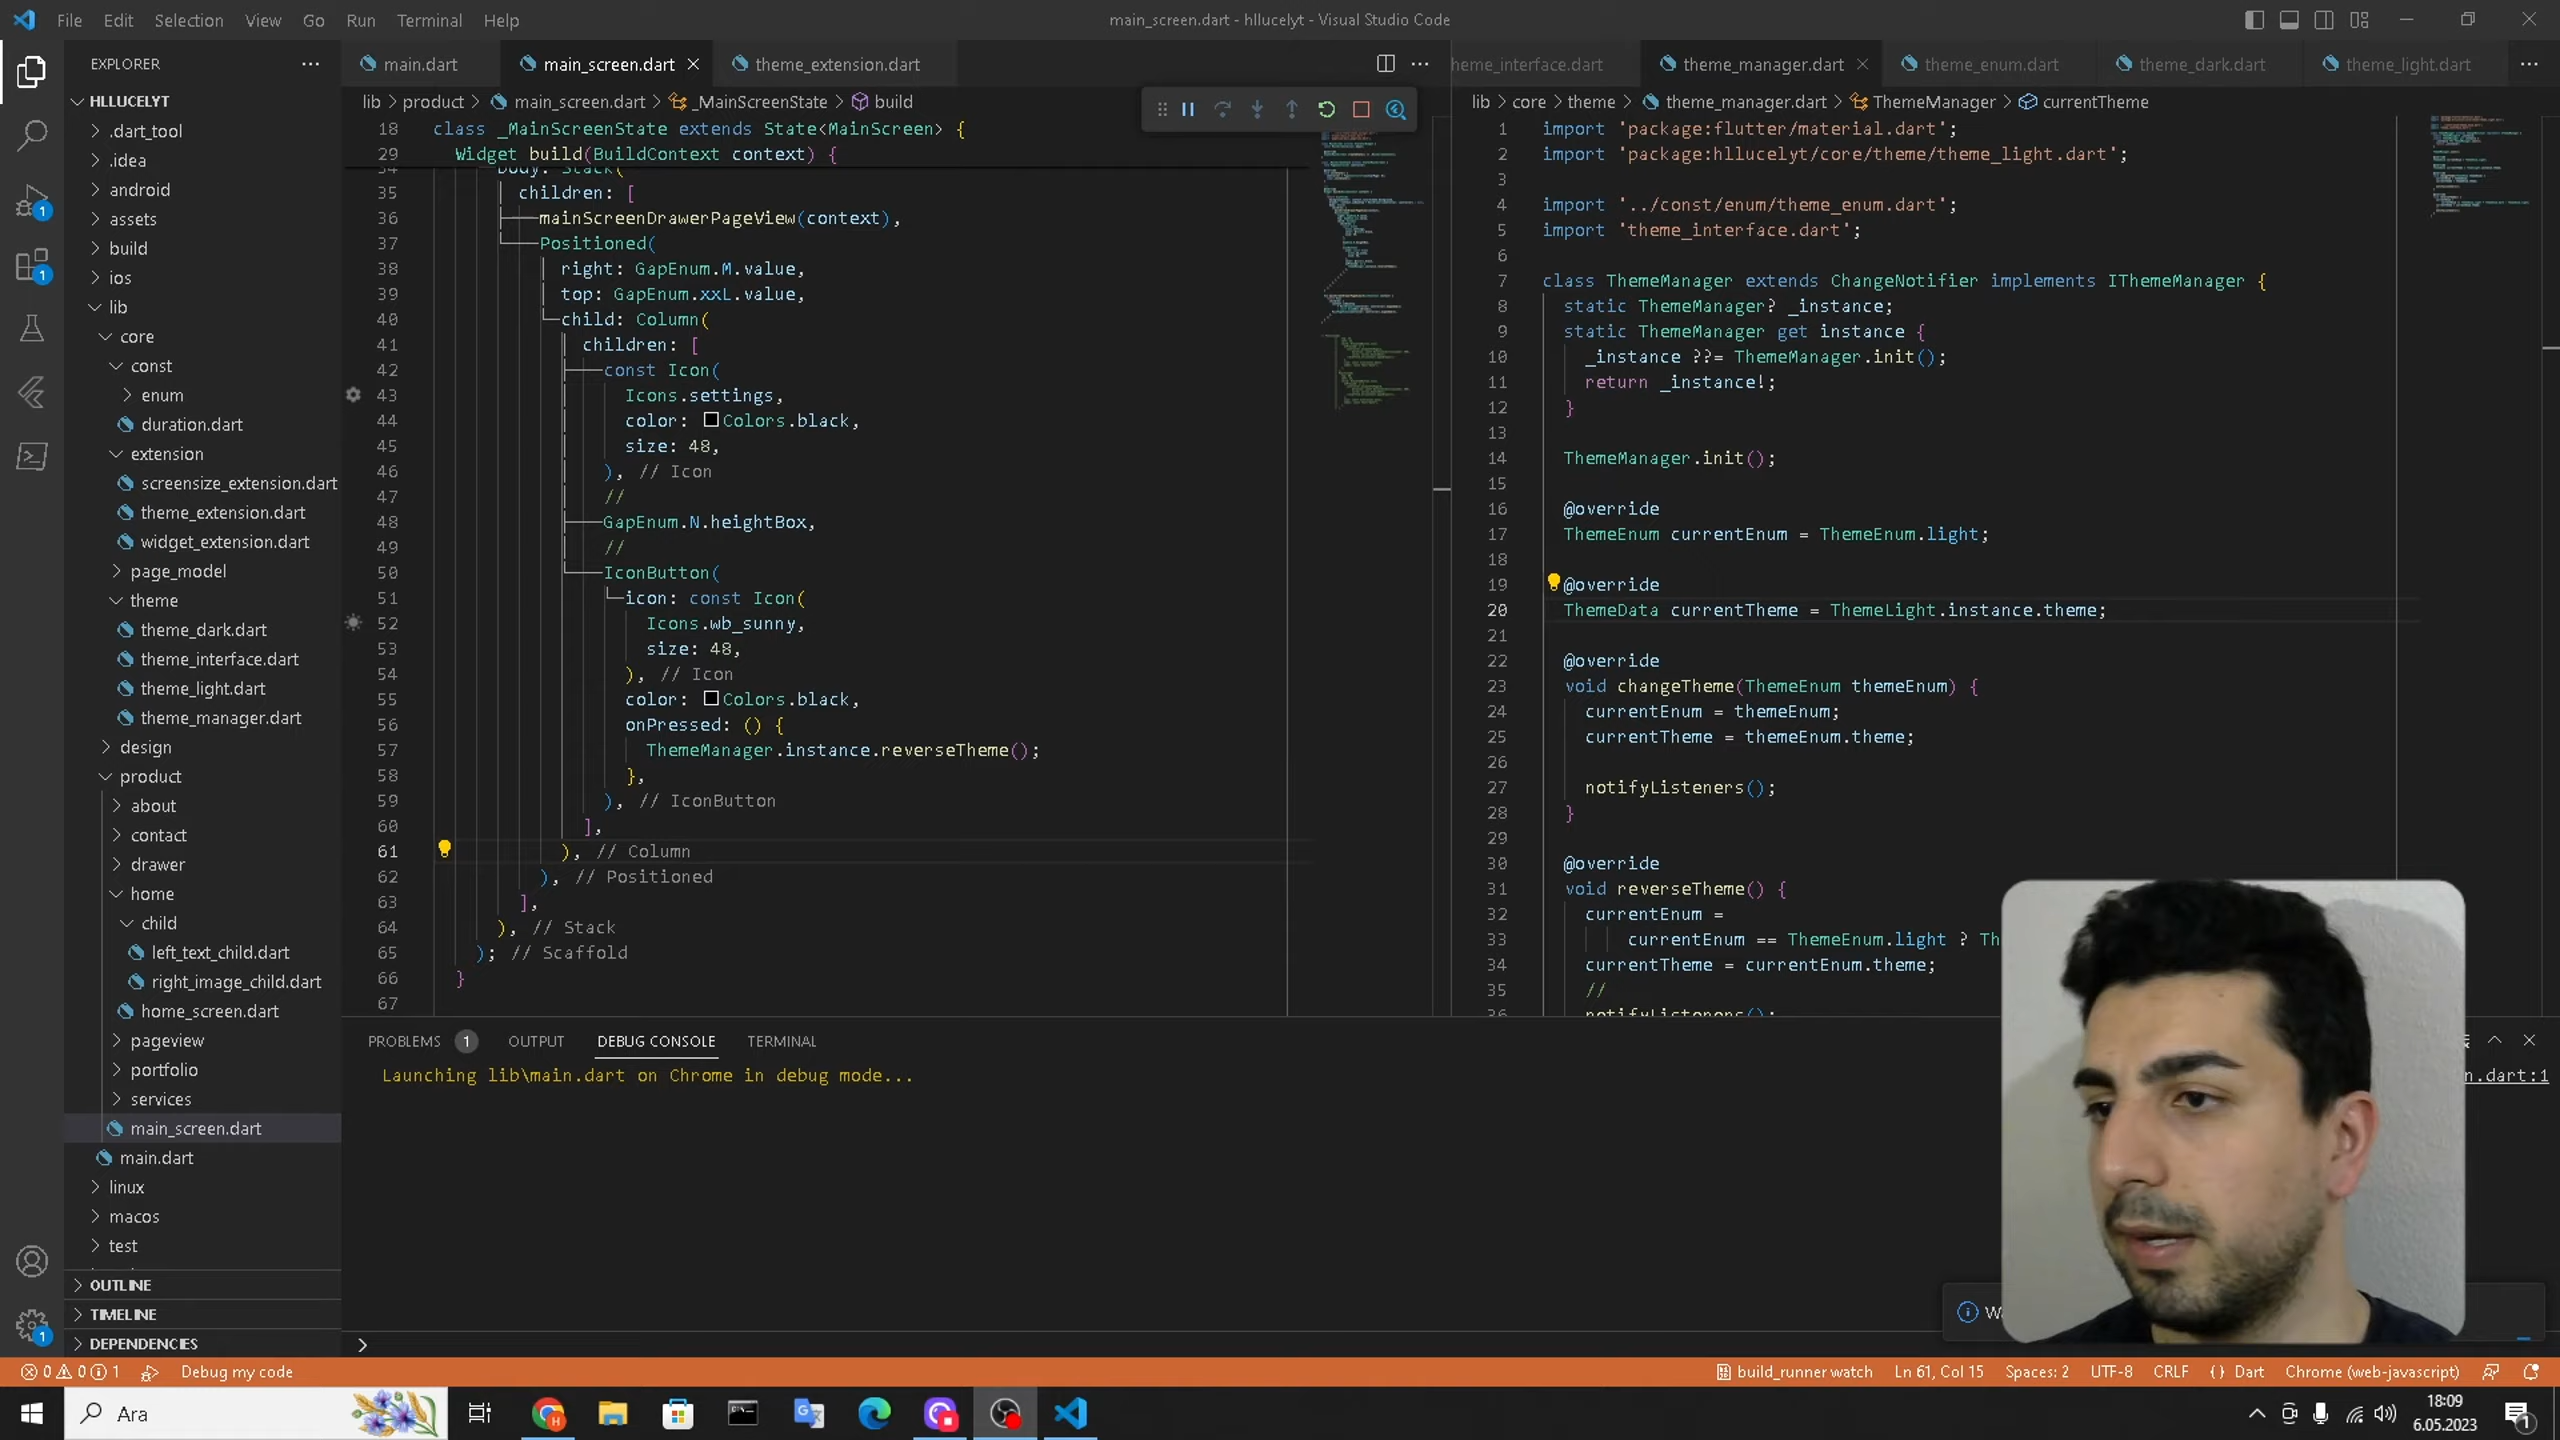 File Edit Selection View Go Run Terminal Help
main_screen.dart - hllucelyt - Visual Studio Code
EXPLORER
HLLUCELYT
.dart_tool
.idea
android
assets
build
ios
lib
core
const
enum
duration.dart
extension
screensize_extension.dart
theme_extension.dart
widget_extension.dart
page_model
theme
theme_dark.dart
theme_interface.dart
theme_light.dart
theme_manager.dart
design
product
about
contact
drawer
home
child
left_text_child.dart
right_image_child.dart
home_screen.dart
pageview
portfolio
services
main_screen.dart
main.dart
linux
macos
test
OUTLINE
TIMELINE
DEPENDENCIES
1
1
1
main.dart main_screen.dart theme_extension.dart
lib > product > main_screen.dart > _MainScreenState > build
18 class _MainScreenState extends State<MainScreen> {
29 Widget build(BuildContext context) {
34 body: Stack(
35 children: [
36 mainScreenDrawerPageView(context),
37 Positioned(
38 right: GapEnum.M.value,
39 top: GapEnum.xxL.value,
40 child: Column(
41 children: [
42 const Icon(
43 Icons.settings,
44 color: Colors.black,
45 size: 48,
46 ), // Icon
47 //
48 GapEnum.N.heightBox,
49 //
50 IconButton(
51 icon: const Icon(
52 Icons.wb_sunny,
53 size: 48,
54 ), // Icon
55 color: Colors.black,
56 onPressed: () {
57 ThemeManager.instance.reverseTheme();
58 },
59 ), // IconButton
60 ],
61 ), // Column
62 ), // Positioned
63 ],
64 ), // Stack
65 ); // Scaffold
66 }
67
heme_interface.dart theme_manager.dart theme_enum.dart theme_dark.dart theme_light.dart
lib > core > theme > theme_manager.dart > ThemeManager > currentTheme
1 import 'package:flutter/material.dart';
2 import 'package:hllucelyt/core/theme/theme_light.dart';
3
4 import '../const/enum/theme_enum.dart';
5 import 'theme_interface.dart';
6
7 class ThemeManager extends ChangeNotifier implements IThemeManager {
8 static ThemeManager? _instance;
9 static ThemeManager get instance {
10 _instance ??= ThemeManager.init();
11 return _instance!;
12 }
13
14 ThemeManager.init();
15
16 @override
17 ThemeEnum currentEnum = ThemeEnum.light;
18
19 @override
20 ThemeData currentTheme = ThemeLight.instance.theme;
21
22 @override
23 void changeTheme(ThemeEnum themeEnum) {
24 currentEnum = themeEnum;
25 currentTheme = themeEnum.theme;
26
27 notifyListeners();
28 }
29
30 @override
31 void reverseTheme() {
32 currentEnum =
33 currentEnum == ThemeEnum.light ? Th
34 currentTheme = currentEnum.theme;
35 //
36 notifyListeners();
PROBLEMS 1 OUTPUT DEBUG CONSOLE TERMINAL
Launching lib\main.dart on Chrome in debug mode...
n.dart:1
0 0 1 Debug my code
build_runner watch Ln 61, Col 15 Spaces: 2 UTF-8 CRLF {} Dart Chrome (web-javascript)
Ara
18:09
6.05.2023
1